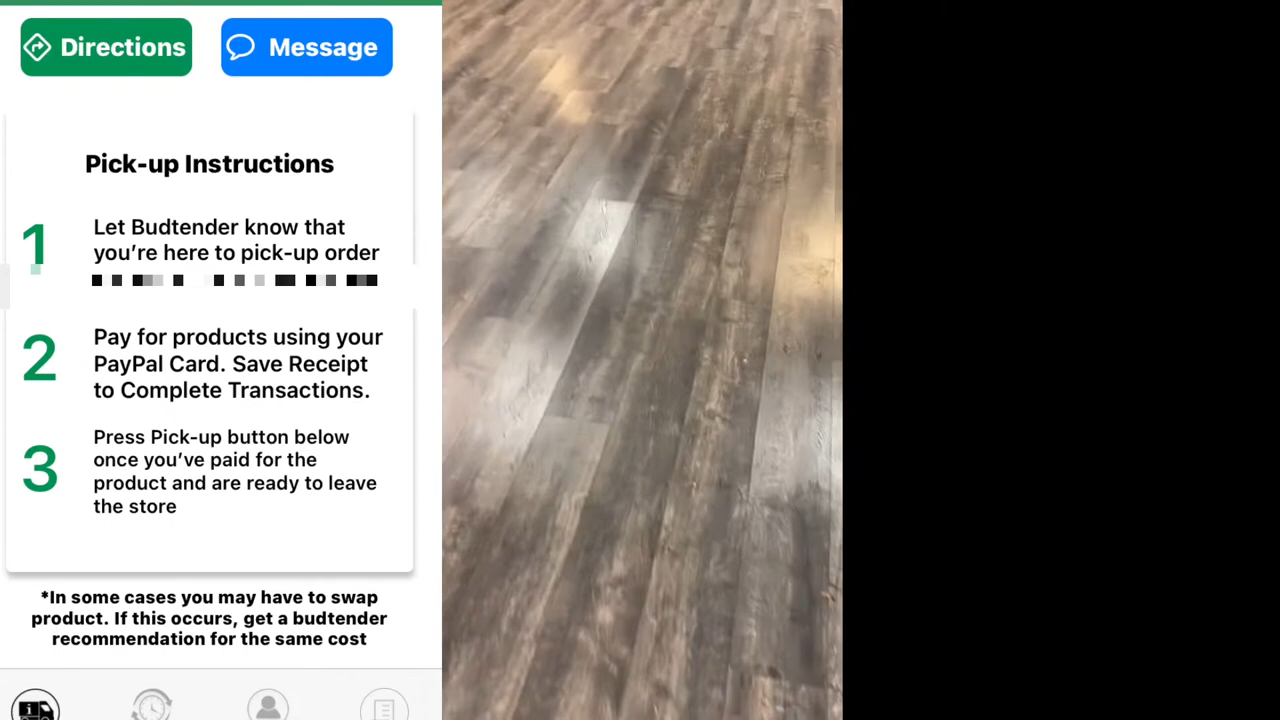 Directions
Message
Pick-up Instructions
1
Let Budtender know that
you're here to pick-up order
2
Pay for products using your
PayPal Card. Save Receipt
to Complete Transactions.
3
Press Pick-up button below
once you've paid for the
product and are ready to leave
the store
*In some cases you may have to swap
product. If this occurs, get a budtender
recommendation for the same cost